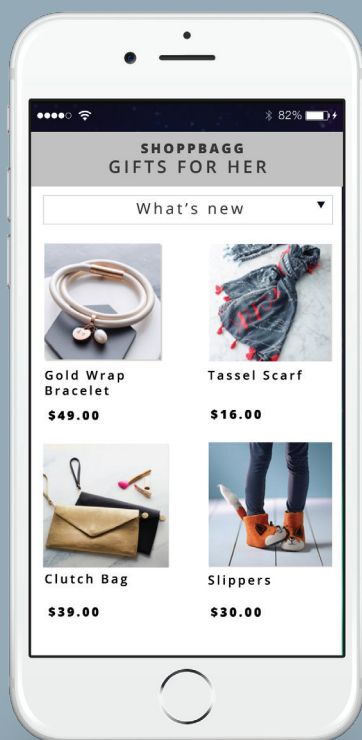 82%
SHOPPBAGG
GIFTS FOR HER
What's new
Gold Wrap
Bracelet
$49.00
Tassel Scarf
$16.00
Clutch Bag
$39.00
Slippers
$30.00